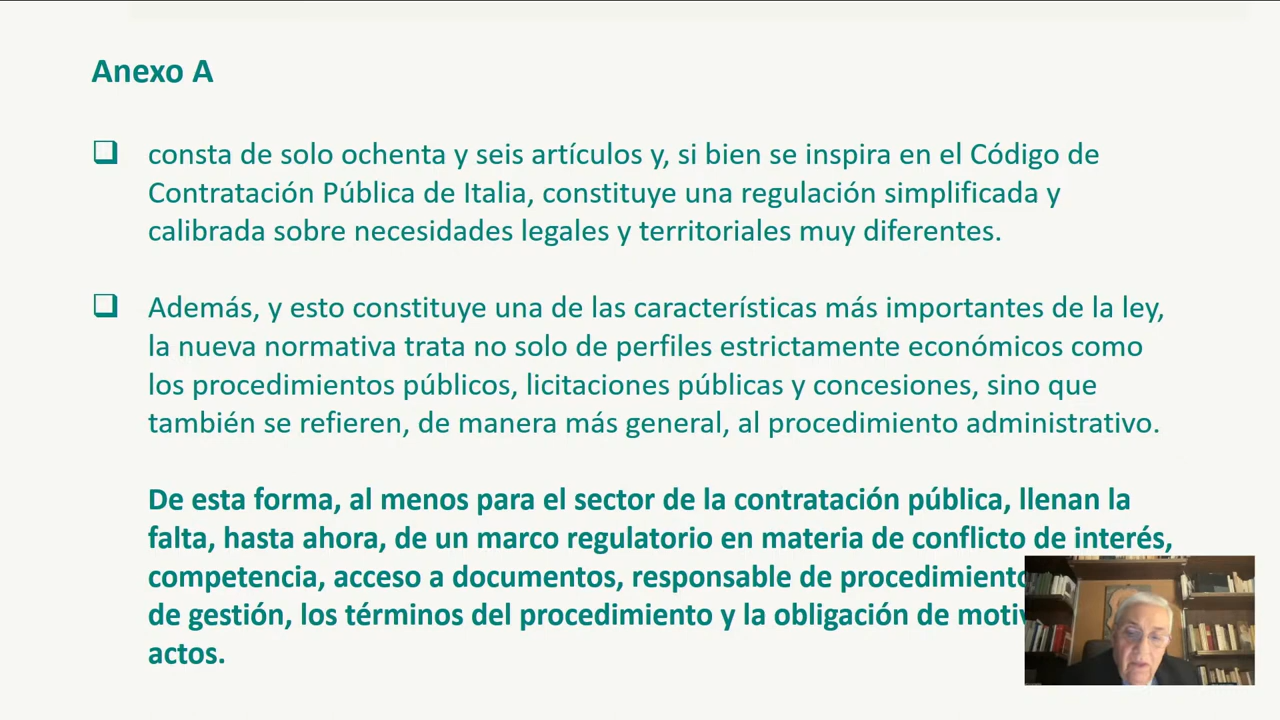 Anexo A
❑ consta de solo ochenta y seis artículos y, si bien se inspira en el Código de
Contratación Pública de Italia, constituye una regulación simplificada y
calibrada sobre necesidades legales y territoriales muy diferentes.
❑ Además, y esto constituye una de las características más importantes de la ley,
la nueva normativa trata no solo de perfiles estrictamente económicos como
los procedimientos públicos, licitaciones públicas y concesiones, sino que
también se refieren, de manera más general, al procedimiento administrativo.
De esta forma, al menos para el sector de la contratación pública, llenan la
falta, hasta ahora, de un marco regulatorio en materia de conflicto de interés,
competencia, acceso a documentos, responsable de procedimiento
de gestión, los términos del procedimiento y la obligación de
actos.